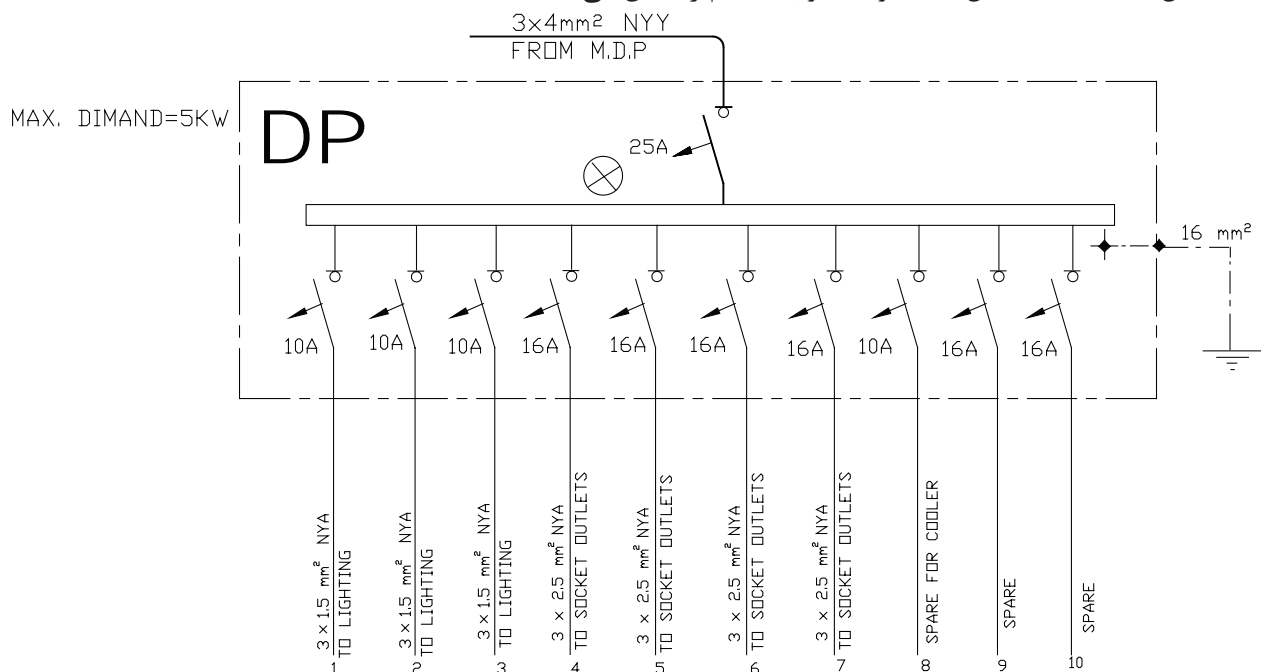 3x4mm² NYY
FROM M.D.P
MAX. DIMAND=5KW
DP
25A
16 mm²
10A
10A
10A
16A
16A
16A
16A
10A
16A
16A
3 x 1.5 mm² NYA
TO LIGHTING
3 x 1.5 mm² NYA
TO LIGHTING
3 x 1.5 mm² NYA
TO LIGHTING
3 x 2.5 mm² NYA
TO SOCKET OUTLETS
3 x 2.5 mm² NYA
TO SOCKET OUTLETS
3 x 2.5 mm² NYA
TO SOCKET OUTLETS
3 x 2.5 mm² NYA
TO SOCKET OUTLETS
SPARE FOR COOLER
SPARE
SPARE
1
2
3
4
5
6
7
8
9
10